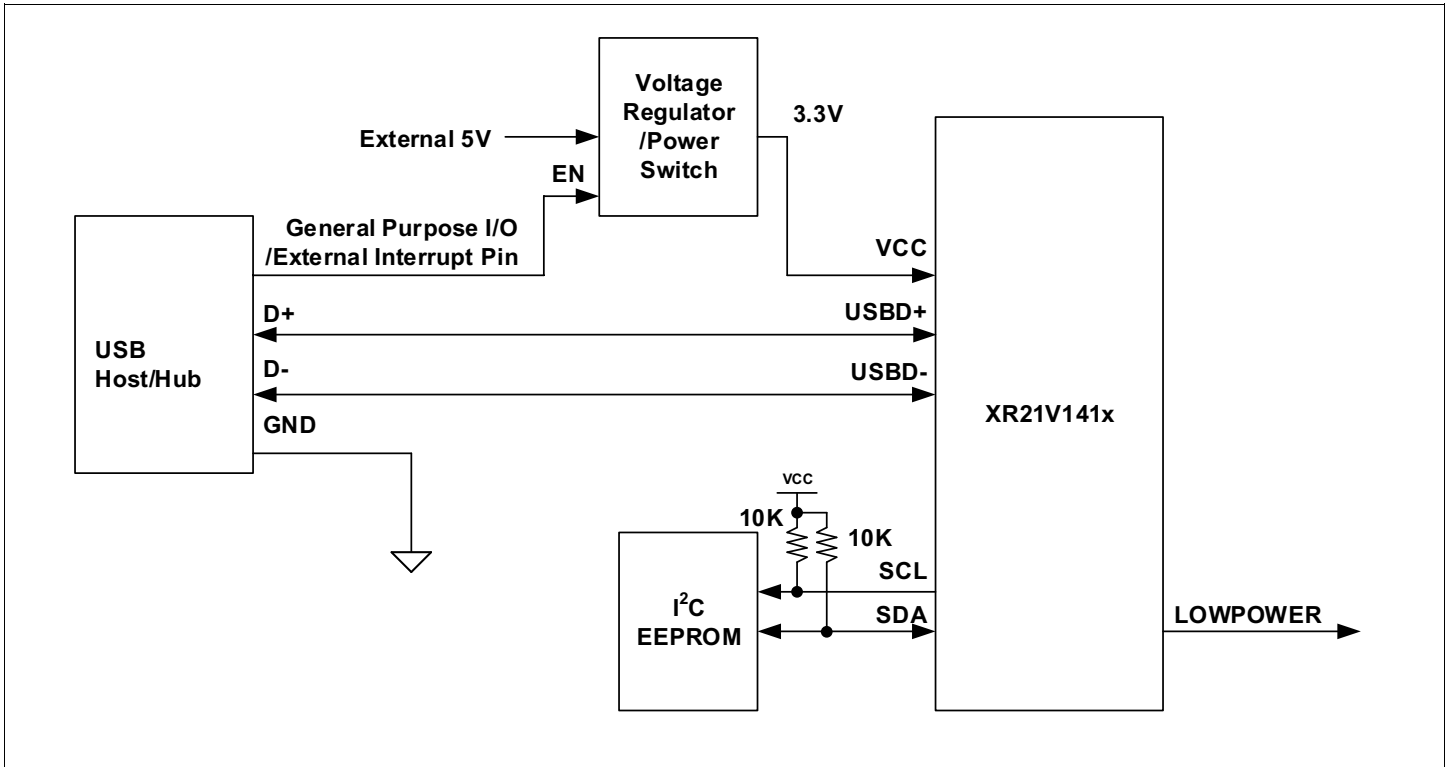 Voltage
Regulator
/Power
Switch
3.3V
External 5V
EN
General Purpose I/O
/External Interrupt Pin
VCC
D+
USBD+
USB
Host/Hub
D-
USBD-
GND
XR21V141x
VCC
10K
10K
SCL
I²C
EEPROM
SDA
LOWPOWER